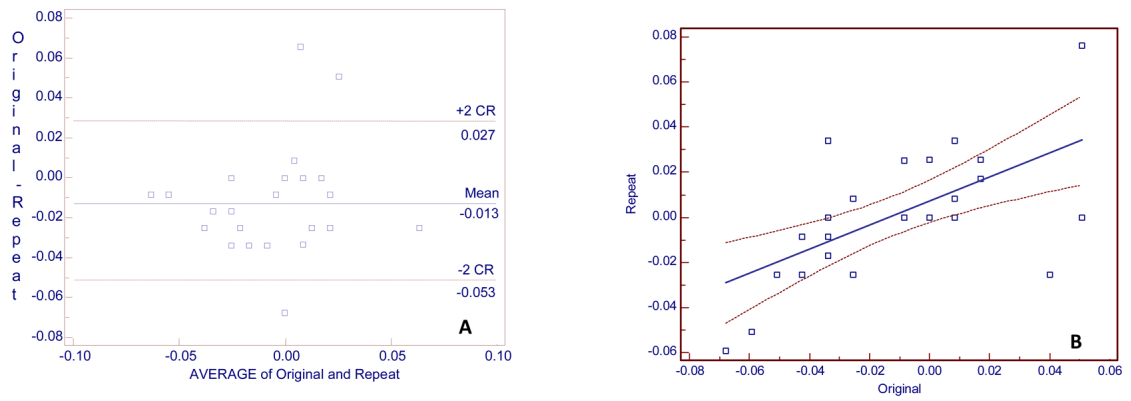 Original - Repeat
0.08
0.06
0.04
0.02
0.00
-0.02
-0.04
-0.06
-0.08
+2 CR
0.027
Mean
-0.013
-2 CR
-0.053
A
-0.10 -0.05 0.00 0.05 0.10
AVERAGE of Original and Repeat
Repeat
0.08
0.06
0.04
0.02
0.00
-0.02
-0.04
-0.06
B
-0.08 -0.06 -0.04 -0.02 0.00 0.02 0.04 0.06
Original